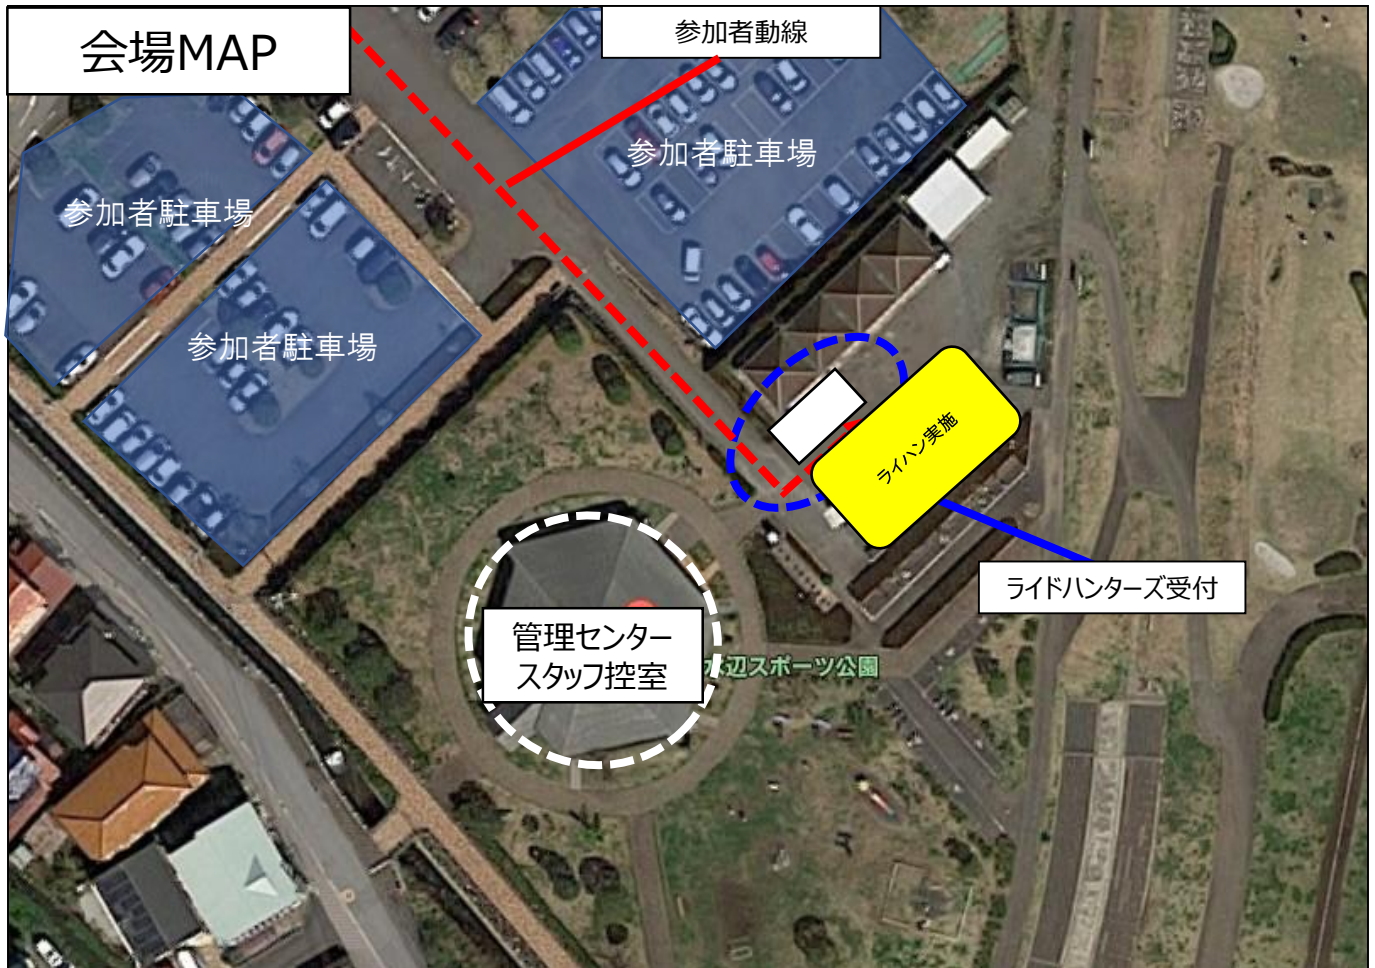 会場MAP
参加者動線
参加者駐車場
参加者駐車場
参加者駐車場
ライハン実施
ライドハンターズ受付
管理センター
スタッフ控室
辺スポーツ公園